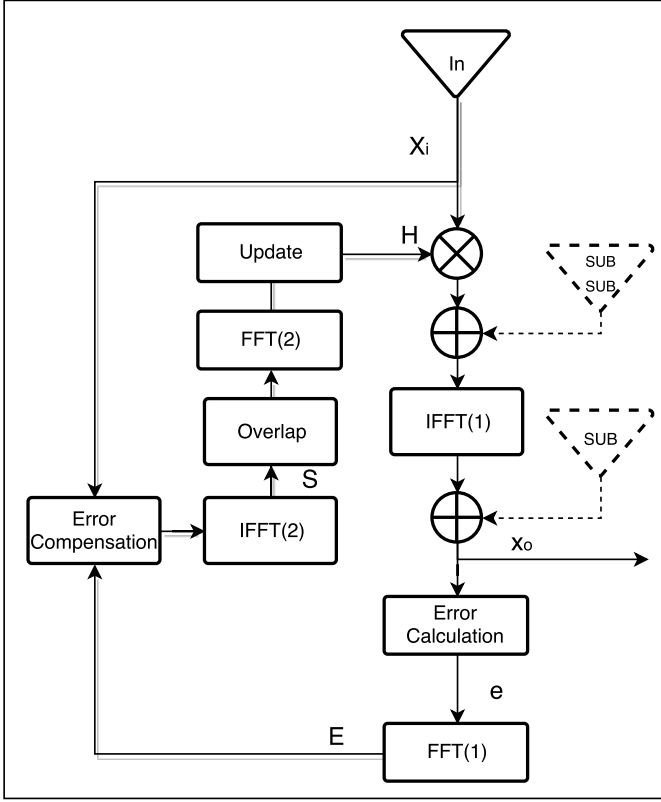 In
Xi
H
Update
SUB
SUB
FFT(2)
IFFT(1)
Overlap
SUB
S
Error
Compensation
IFFT(2)
xo
Error
Calculation
e
E
FFT(1)